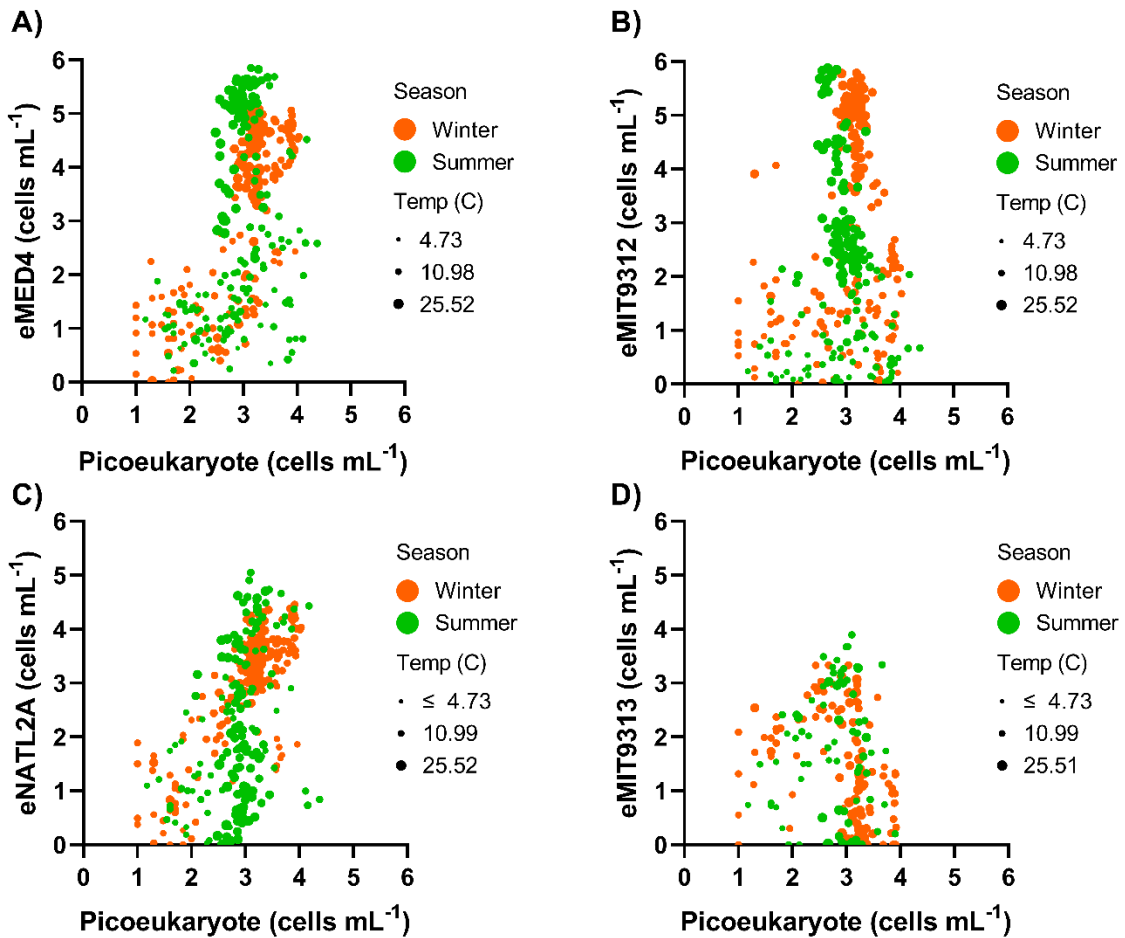 A)
eMED4 (cells mL⁻¹)
6
5
4
3
2
1
0
0 1 2 3 4 5 6
Picoeukaryote (cells mL⁻¹)
Season
Winter
Summer
Temp (C)
4.73
10.98
25.52
B)
eMIT9312 (cells mL⁻¹)
6
5
4
3
2
1
0
0 1 2 3 4 5 6
Picoeukaryote (cells mL⁻¹)
Season
Winter
Summer
Temp (C)
4.73
10.98
25.52
C)
eNATL2A (cells mL⁻¹)
6
5
4
3
2
1
0
0 1 2 3 4 5 6
Picoeukaryote (cells mL⁻¹)
Season
Winter
Summer
Temp (C)
≤ 4.73
10.99
25.52
D)
eMIT9313 (cells mL⁻¹)
6
5
4
3
2
1
0
0 1 2 3 4 5 6
Picoeukaryote (cells mL⁻¹)
Season
Winter
Summer
Temp (C)
≤ 4.73
10.99
25.51